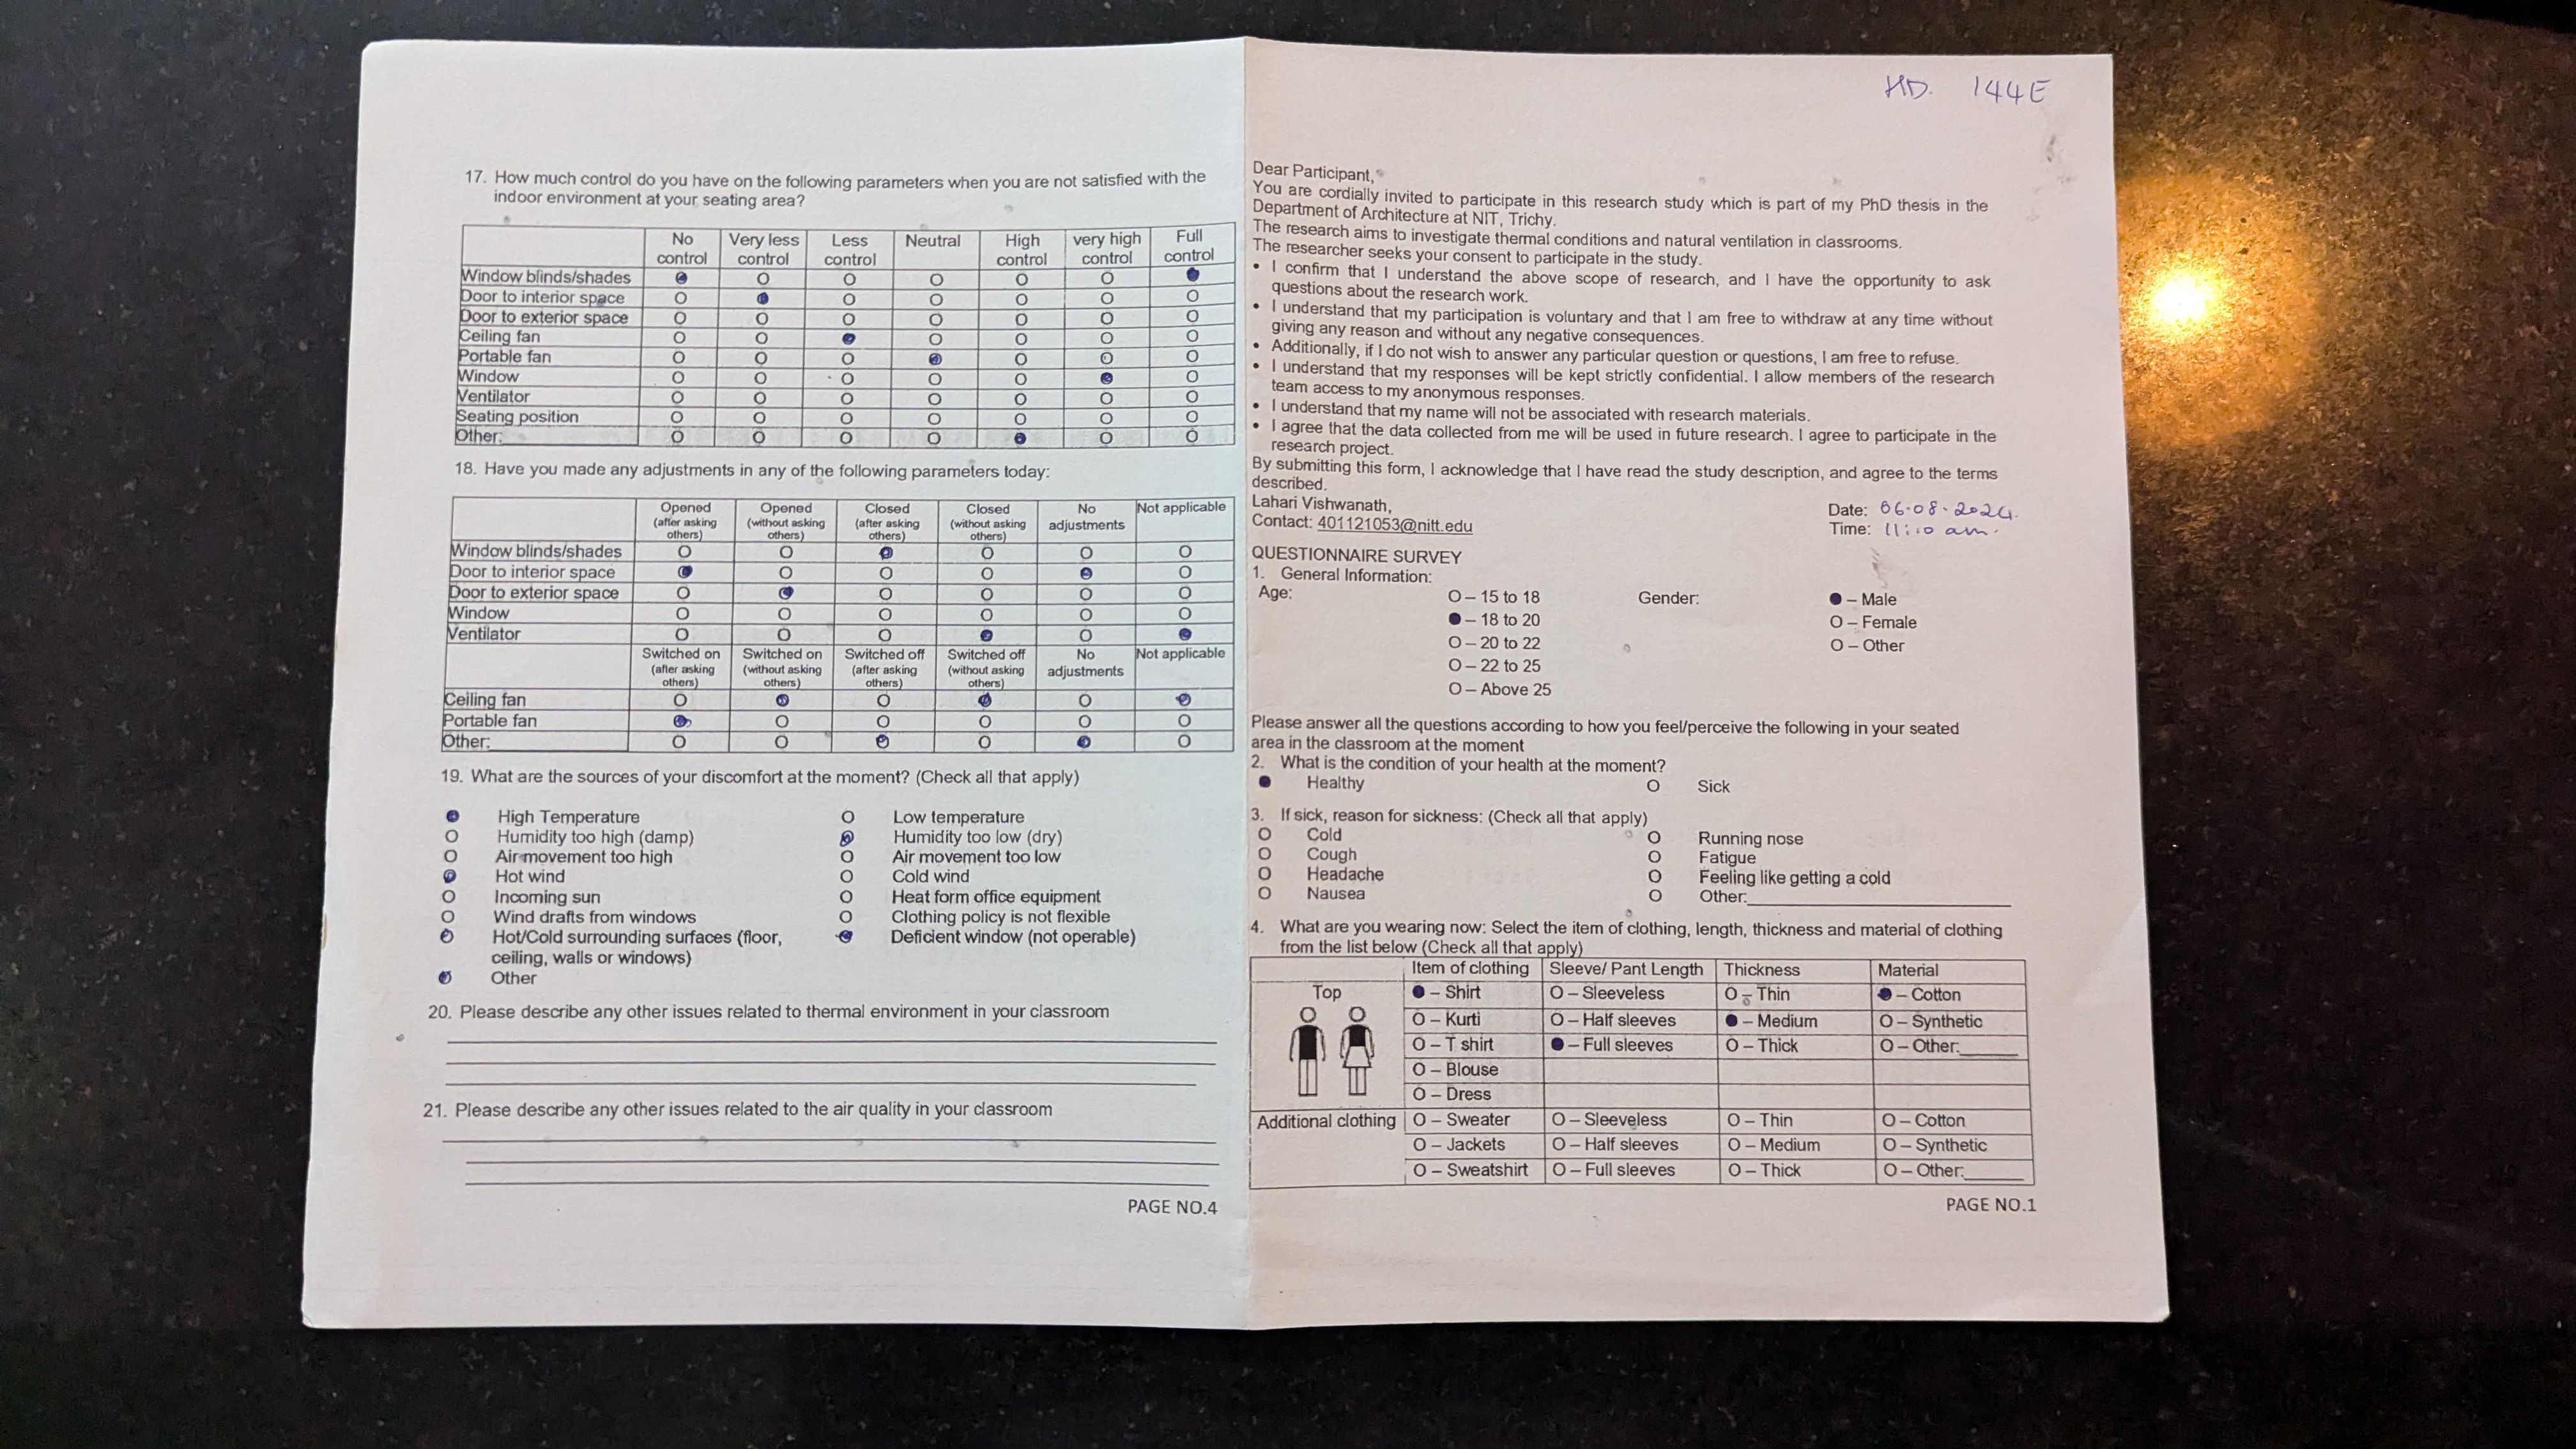 17. How much control do you have on the following parameters when you are not satisfied with the
indoor environment at your seating area?
No control Very less control Less control Neutral High control very high control Full control
Window blinds/shades ● O O O O O ●
Door to interior space O ● O O O O O
Door to exterior space O O O O O O O
Ceiling fan O O ● O O O O
Portable fan O O O ● O O O
Window O O O O O ● O
Ventilator O O O O O O O
Seating position O O O O O O O
Other: O O O O ● O O
18. Have you made any adjustments in any of the following parameters today:
Opened (after asking others) Opened (without asking others) Closed (after asking others) Closed (without asking others) No adjustments Not applicable
Window blinds/shades O O ● O O O
Door to interior space ● O O O ● O
Door to exterior space O ● O O O O
Window O O O O O O
Ventilator O O O ● O ●
Switched on (after asking others) Switched on (without asking others) Switched off (after asking others) Switched off (without asking others) No adjustments Not applicable
Ceiling fan O ● O ● O ●
Portable fan ● O O O O O
Other: O O ● O ● O
19. What are the sources of your discomfort at the moment? (Check all that apply)
● High Temperature O Low temperature
O Humidity too high (damp) ● Humidity too low (dry)
O Air movement too high O Air movement too low
● Hot wind O Cold wind
O Incoming sun O Heat form office equipment
O Wind drafts from windows O Clothing policy is not flexible
● Hot/Cold surrounding surfaces (floor, ● Deficient window (not operable)
ceiling, walls or windows)
● Other
20. Please describe any other issues related to thermal environment in your classroom
21. Please describe any other issues related to the air quality in your classroom
PAGE NO.4
HD. 144E
Dear Participant,
You are cordially invited to participate in this research study which is part of my PhD thesis in the
Department of Architecture at NIT, Trichy.
The research aims to investigate thermal conditions and natural ventilation in classrooms.
The researcher seeks your consent to participate in the study.
• I confirm that I understand the above scope of research, and I have the opportunity to ask
questions about the research work.
• I understand that my participation is voluntary and that I am free to withdraw at any time without
giving any reason and without any negative consequences.
• Additionally, if I do not wish to answer any particular question or questions, I am free to refuse.
• I understand that my responses will be kept strictly confidential. I allow members of the research
team access to my anonymous responses.
• I understand that my name will not be associated with research materials.
• I agree that the data collected from me will be used in future research. I agree to participate in the
research project.
By submitting this form, I acknowledge that I have read the study description, and agree to the terms
described.
Lahari Vishwanath,
Contact: 401121053@nitt.edu
Date: 06-08-2024.
Time: 11:10 am.
QUESTIONNAIRE SURVEY
1. General Information:
Age: O – 15 to 18 Gender: ● – Male
● – 18 to 20 O – Female
O – 20 to 22 O – Other
O – 22 to 25
O – Above 25
Please answer all the questions according to how you feel/perceive the following in your seated
area in the classroom at the moment
2. What is the condition of your health at the moment?
● Healthy O Sick
3. If sick, reason for sickness: (Check all that apply)
O Cold O Running nose
O Cough O Fatigue
O Headache O Feeling like getting a cold
O Nausea O Other:
4. What are you wearing now: Select the item of clothing, length, thickness and material of clothing
from the list below (Check all that apply)
Item of clothing Sleeve/ Pant Length Thickness Material
Top ● – Shirt O – Sleeveless O – Thin ● – Cotton
O – Kurti O – Half sleeves ● – Medium O – Synthetic
O – T shirt ● – Full sleeves O – Thick O – Other:
O – Blouse
O – Dress
Additional clothing O – Sweater O – Sleeveless O – Thin O – Cotton
O – Jackets O – Half sleeves O – Medium O – Synthetic
O – Sweatshirt O – Full sleeves O – Thick O – Other:
PAGE NO.1